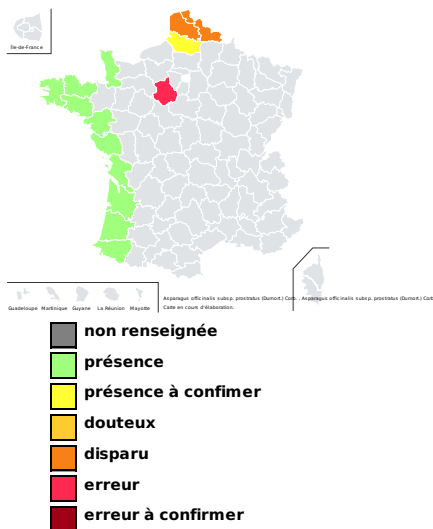 Île-de-France
Guadeloupe Martinique Guyane La Réunion Mayotte
Asparagus officinalis subsp. prostratus (Dumort.) Corb. , Asparagus officinalis subsp. prostratus (Dumort.) Corb
Carte en cours d'élaboration.
non renseignée
présence
présence à confimer
douteux
disparu
erreur
erreur à confirmer